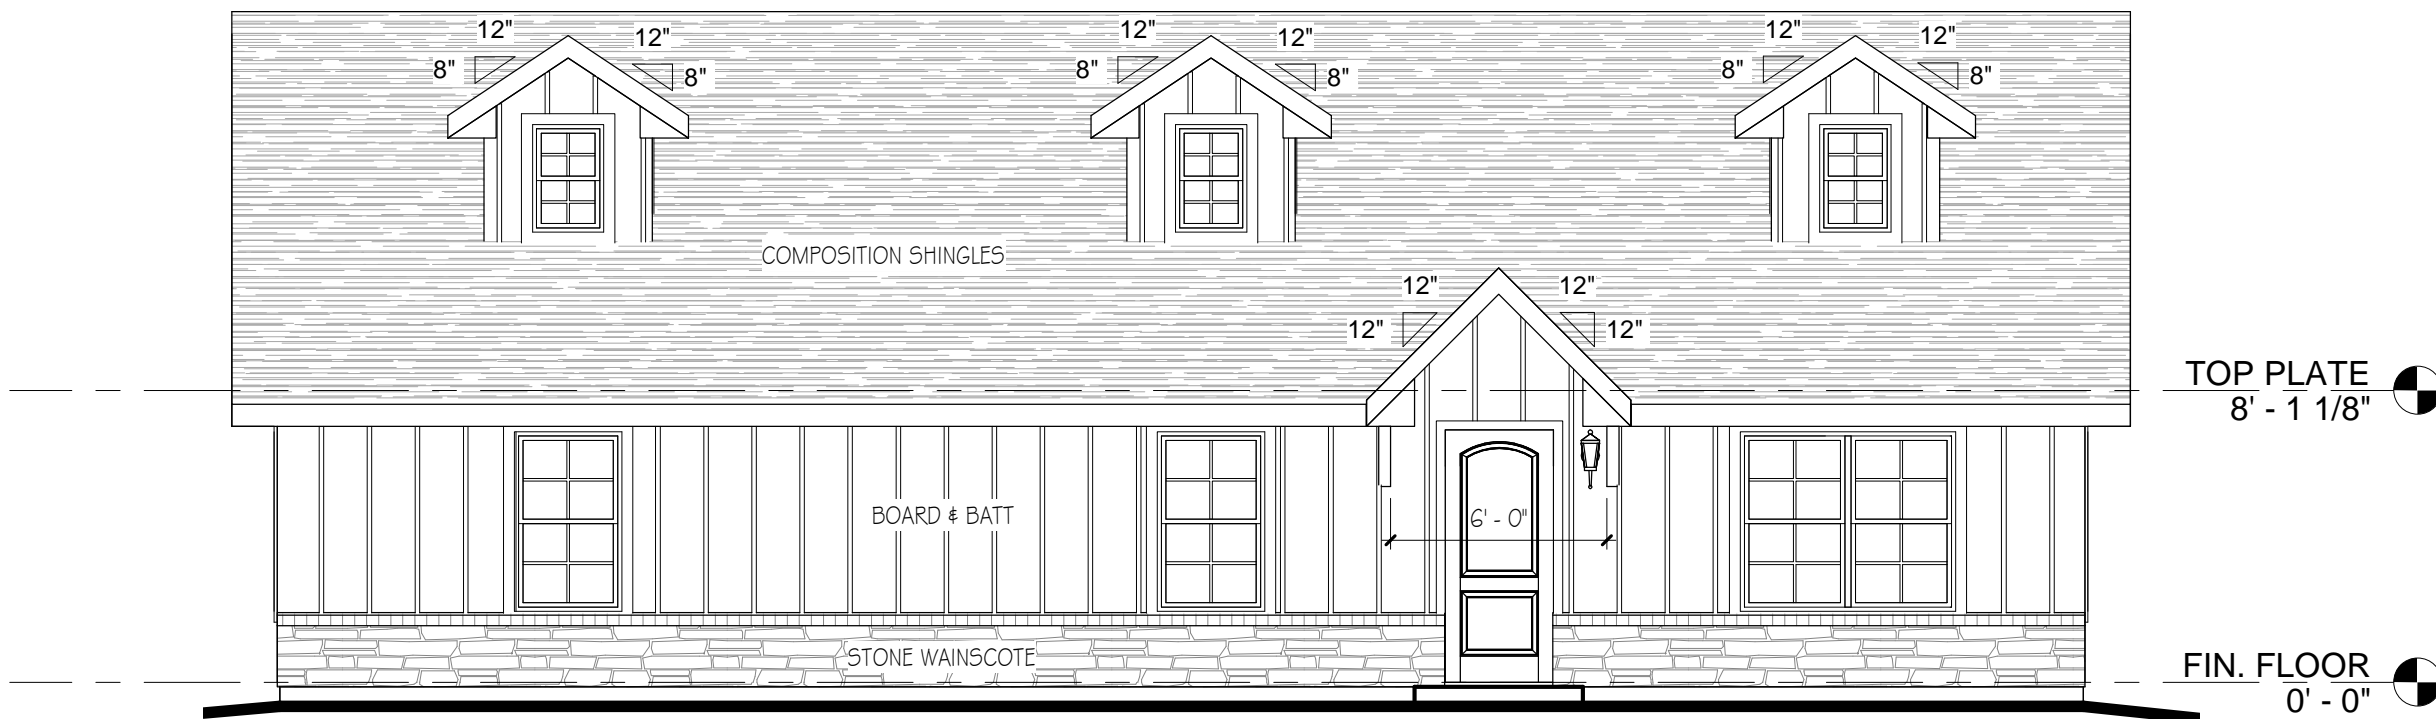 12" 12" 12" 12" 12" 12"
8" 8" 8" 8" 8" 8"
COMPOSITION SHINGLES
12" 12"
12" 12"
TOP PLATE
8' - 1 1/8"
BOARD & BATT
6' - 0"
STONE WAINSCOTE
FIN. FLOOR
0' - 0"